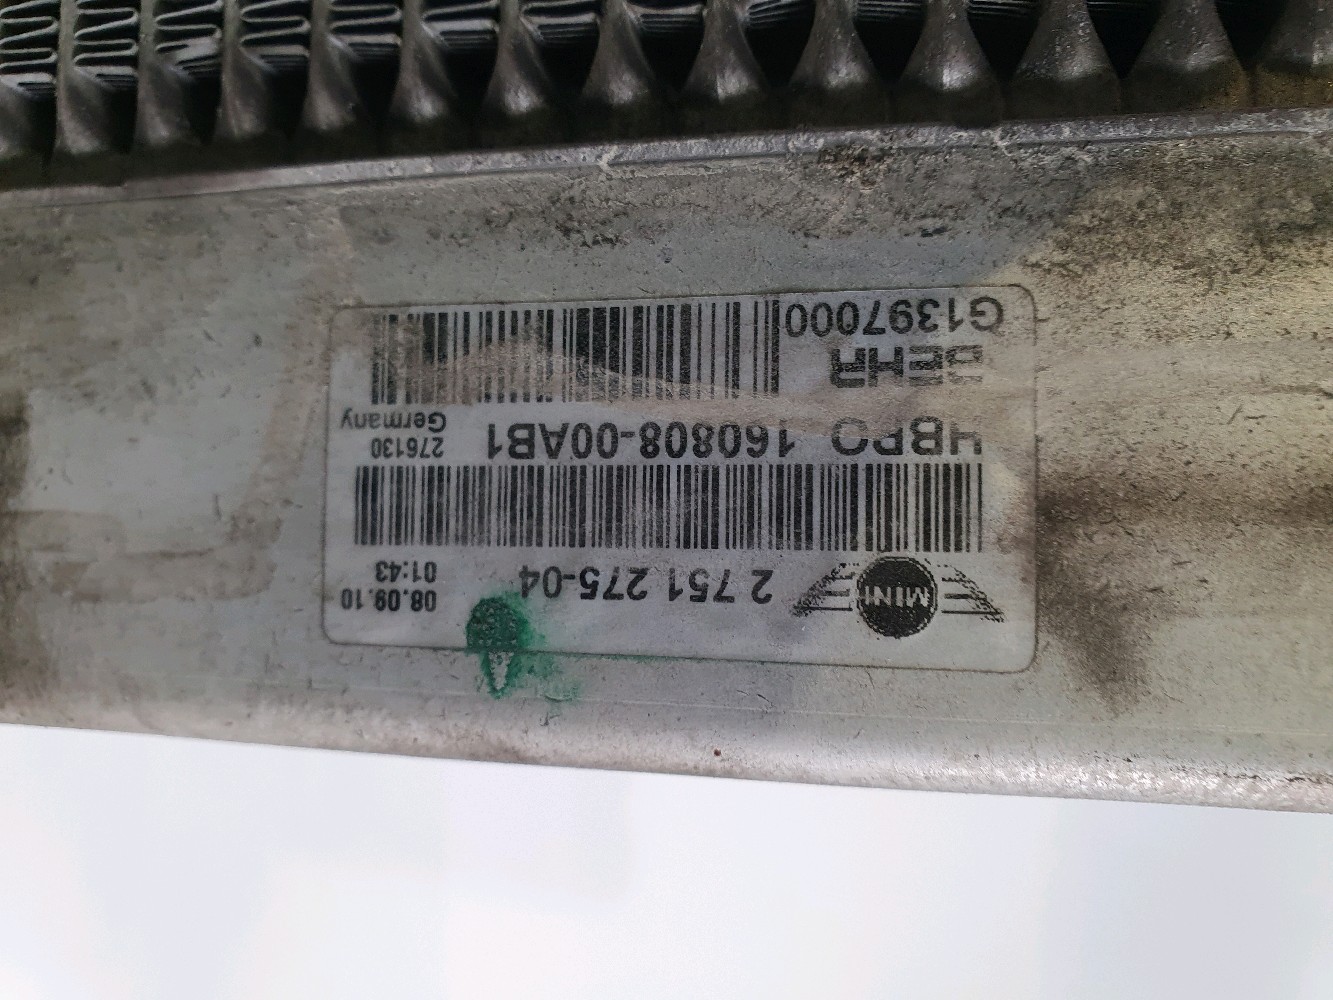 MINI
2 751 275-04
08.09.10
01:43
HBPO 160808-00AB1
276130
Germany
BEHR
G1397000